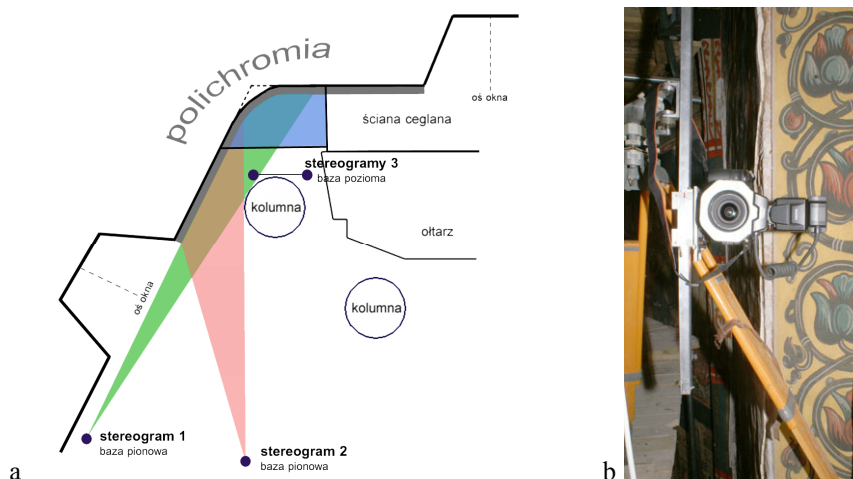 polichromia
oś okna
ściana ceglana
stereogramy 3
baza pozioma
kolumna
ołtarz
oś okna
kolumna
stereogram 1
baza pionowa
stereogram 2
baza pionowa
a
b